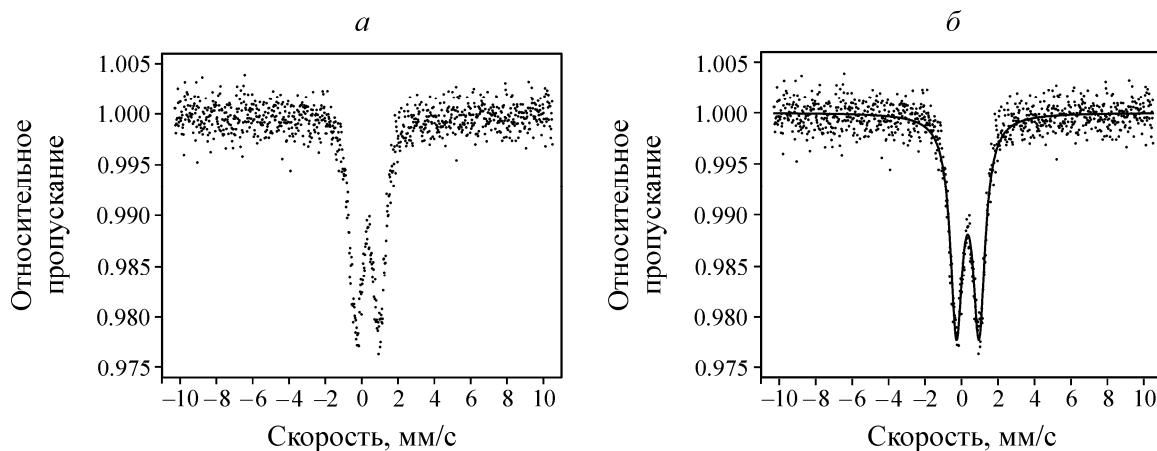 а
б
1.005
1.000
0.995
0.990
0.985
0.980
0.975
Относительное
пропускание
–10 –8 –6 –4 –2 0 2 4 6 8 10
Скорость, мм/с
1.005
1.000
0.995
0.990
0.985
0.980
0.975
Относительное
пропускание
–10 –8 –6 –4 –2 0 2 4 6 8 10
Скорость, мм/с